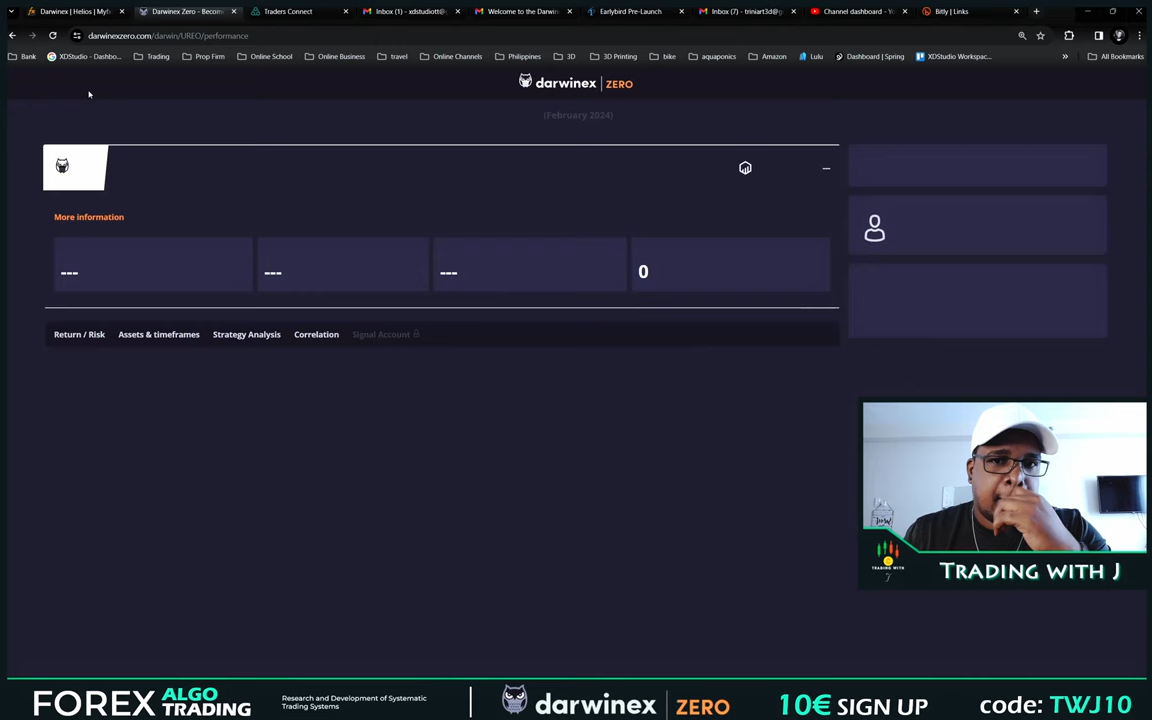 Darwinex | Helios | Myfx
Darwinex Zero - Becom
Traders Connect
Inbox (1) - xdstudiott@g
Welcome to the Darwin
Earlybird Pre-Launch
Inbox (7) - triniart3d@g
Channel dashboard - Yo
Bitly | Links
darwinexzero.com/darwin/UREO/performance
Bank
XDStudio - Dashbo...
Trading
Prop Firm
Online School
Online Business
travel
Online Channels
Philippines
3D
3D Printing
bike
aquaponics
Amazon
Lulu
Dashboard | Spring
XDStudio Workspac...
All Bookmarks
darwinex | ZERO
(February 2024)
More information
---
---
---
0
Return / Risk
Assets & timeframes
Strategy Analysis
Correlation
Signal Account
TRADING WITH
J
TRADING WITH J
FOREX ALGO TRADING
Research and Development of Systematic
Trading Systems
darwinex | ZERO
10€ SIGN UP
code: TWJ10